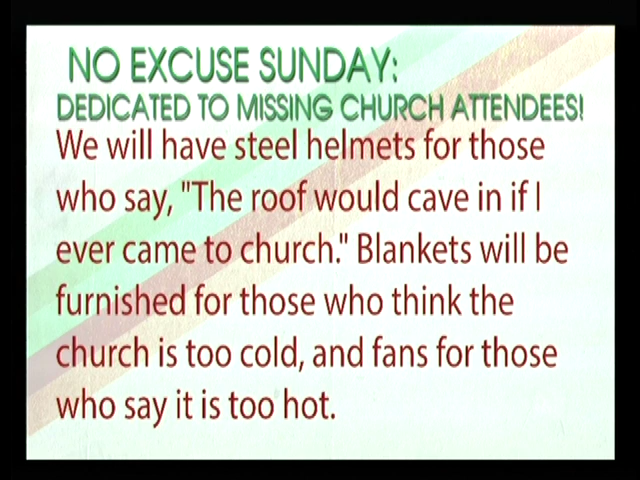 NO EXCUSE SUNDAY:
DEDICATED TO MISSING CHURCH ATTENDEES!
We will have steel helmets for those
who say, "The roof would cave in if I
ever came to church." Blankets will be
furnished for those who think the
church is too cold, and fans for those
who say it is too hot.